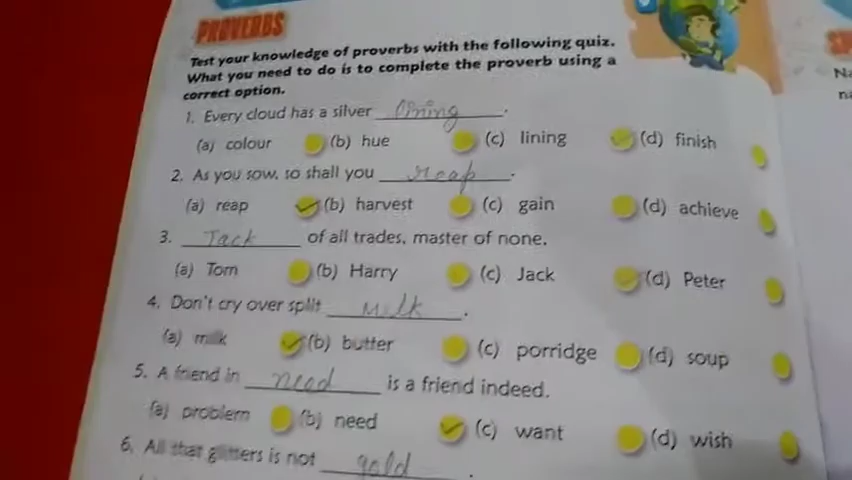 PROVERBS
Test your knowledge of proverbs with the following quiz.
What you need to do is to complete the proverb using a
correct option.
1. Every cloud has a silver lining.
(a) colour (b) hue (c) lining (d) finish
2. As you sow, so shall you reap.
(a) reap (b) harvest (c) gain (d) achieve
3. Jack of all trades, master of none.
(a) Tom (b) Harry (c) Jack (d) Peter
4. Don't cry over split milk.
(a) milk (b) butter (c) porridge (d) soup
5. A friend in need is a friend indeed.
(a) problem (b) need (c) want (d) wish
6. All that glitters is not gold.